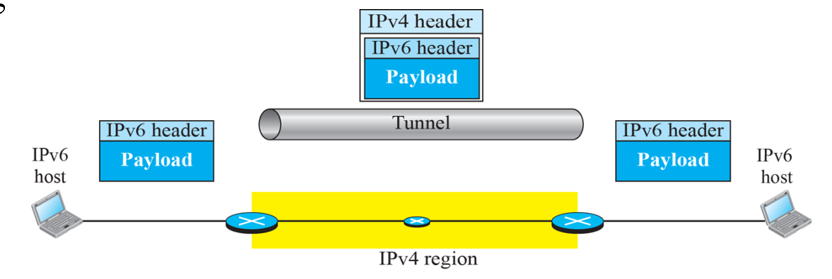 IPv4 header
IPv6 header
Payload
Tunnel
IPv6 header
Payload
IPv6 header
Payload
IPv6
host
IPv6
host
IPv4 region